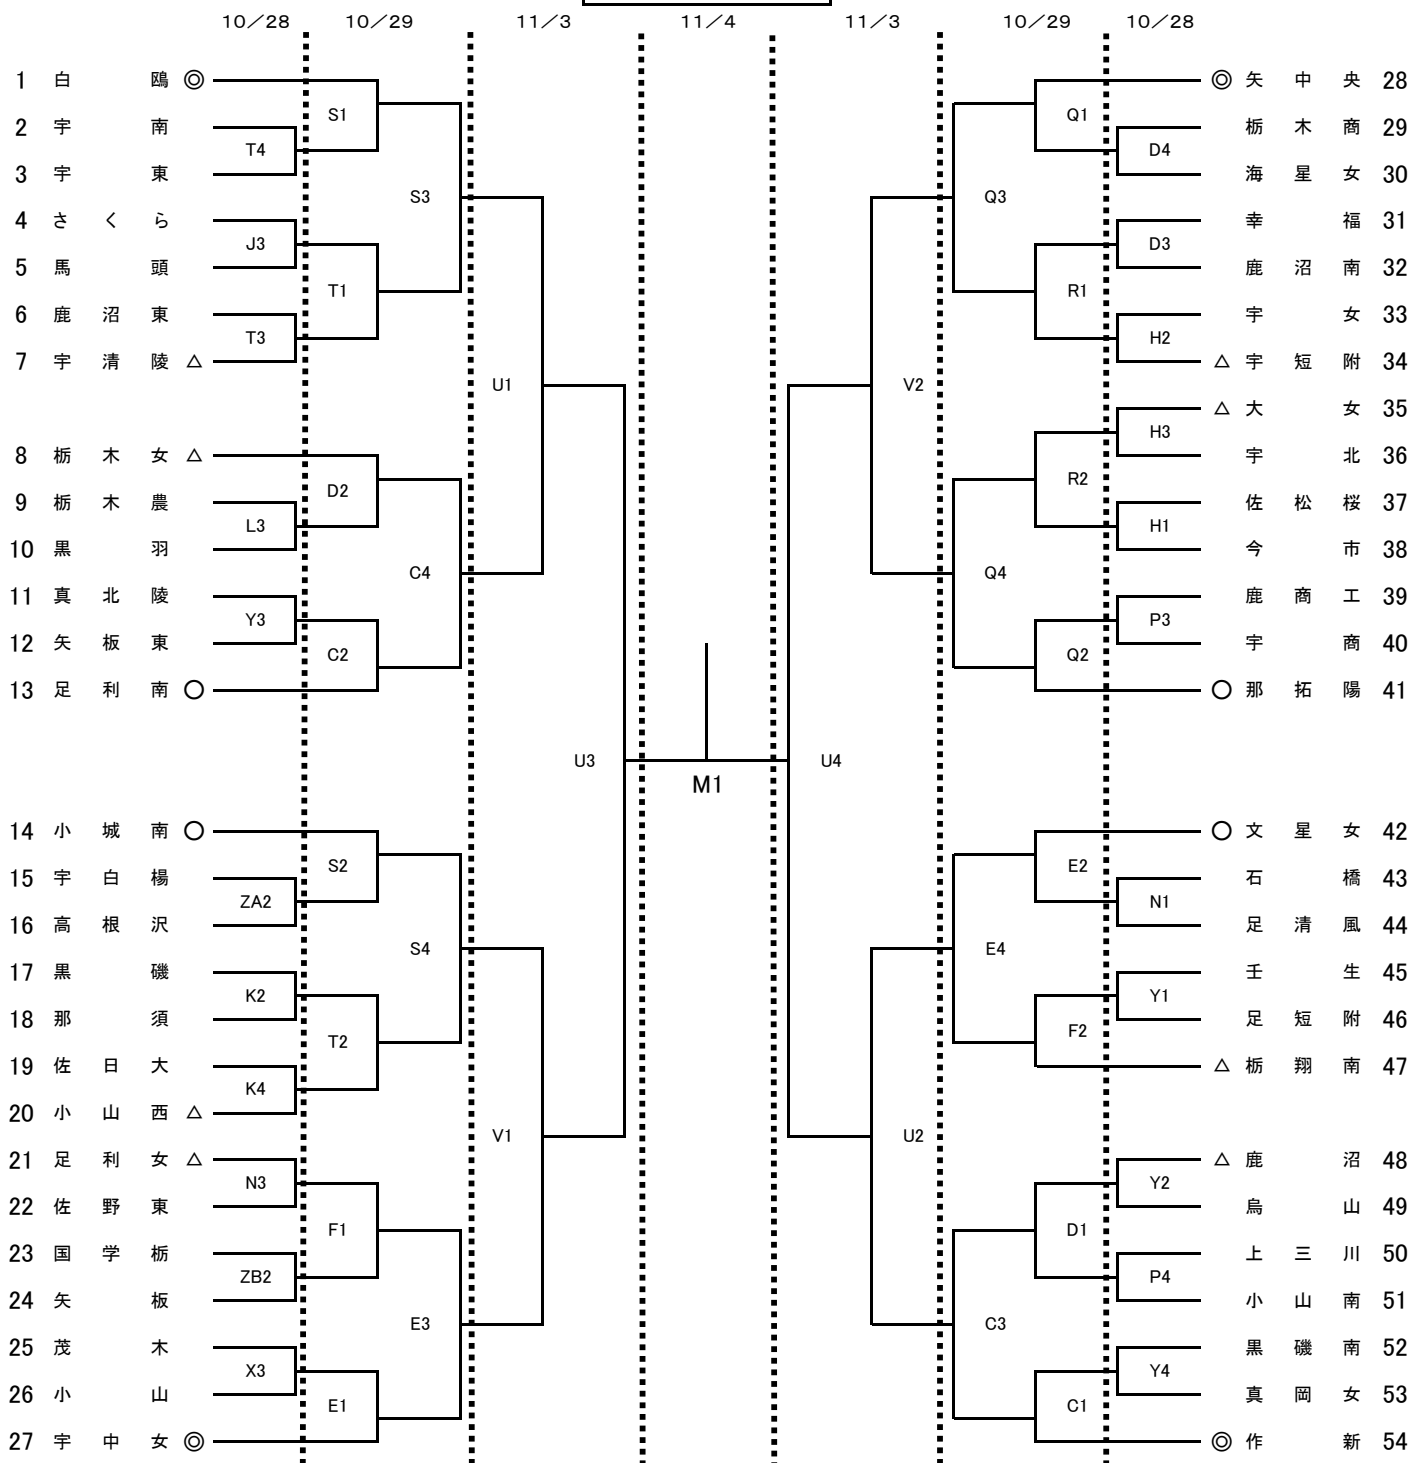 10／28 10／29 11／3 11／4 11／3 10／29 10／28
1 白 鴎 ◎ ◎ 矢 中 央 28
S1 Q1
2 宇 南 栃 木 商 29
T4 D4
3 宇 東 海 星 女 30
S3 Q3
4 さ く ら 幸 福 31
J3 D3
5 馬 頭 鹿 沼 南 32
T1 R1
6 鹿 沼 東 宇 女 33
T3 H2
7 宇 清 陵 △ △ 宇 短 附 34
U1 V2
△ 大 女 35
H3
8 栃 木 女 △ 宇 北 36
D2 R2
9 栃 木 農 佐 松 桜 37
L3 H1
10 黒 羽 今 市 38
C4 Q4
11 真 北 陵 鹿 商 工 39
Y3 P3
12 矢 板 東 宇 商 40
C2 Q2
13 足 利 南 ○ ○ 那 拓 陽 41
U3 U4
M1
14 小 城 南 ○ ○ 文 星 女 42
S2 E2
15 宇 白 楊 石 橋 43
ZA2 N1
16 高 根 沢 足 清 風 44
S4 E4
17 黒 磯 壬 生 45
K2 Y1
18 那 須 足 短 附 46
T2 F2
19 佐 日 大 △ 栃 翔 南 47
K4
20 小 山 西 △
V1 U2
21 足 利 女 △ △ 鹿 沼 48
N3 Y2
22 佐 野 東 烏 山 49
F1 D1
23 国 学 栃 上 三 川 50
ZB2 P4
24 矢 板 小 山 南 51
E3 C3
25 茂 木 黒 磯 南 52
X3 Y4
26 小 山 真 岡 女 53
E1 C1
27 宇 中 女 ◎ ◎ 作 新 54